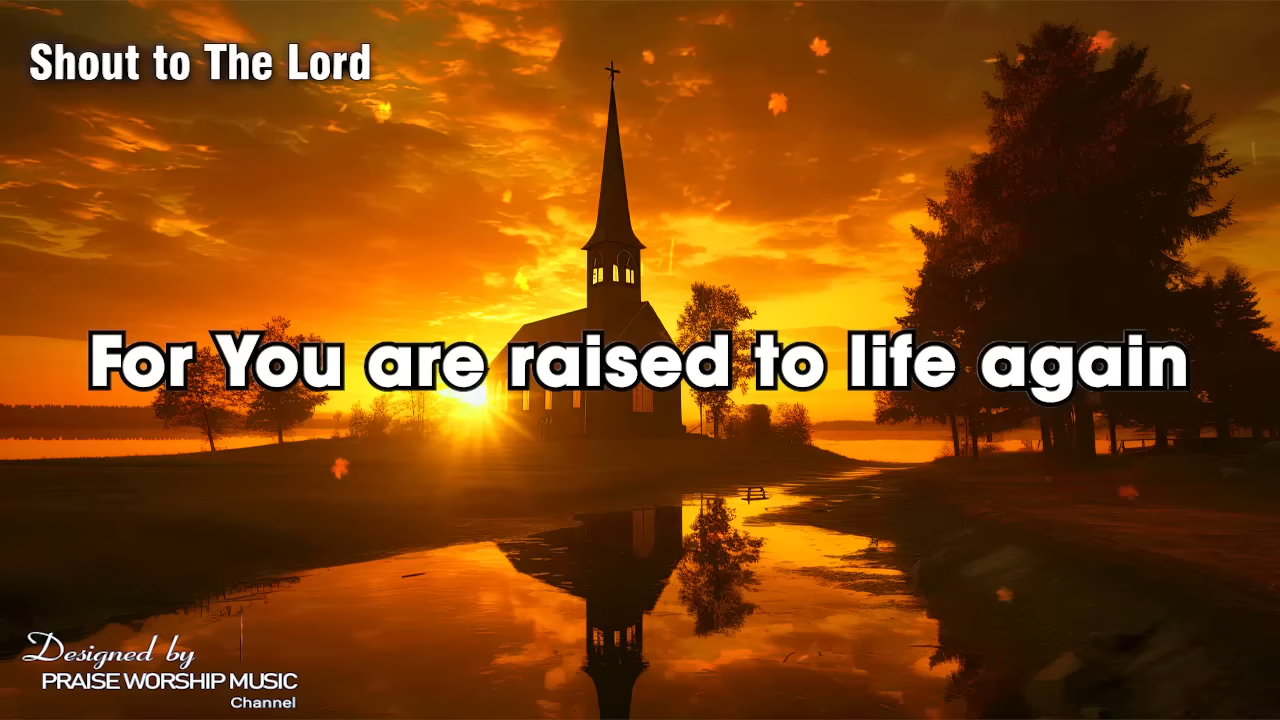 Shout to The Lord
For You are raised to life again
Designed by
PRAISE WORSHIP MUSIC
Channel